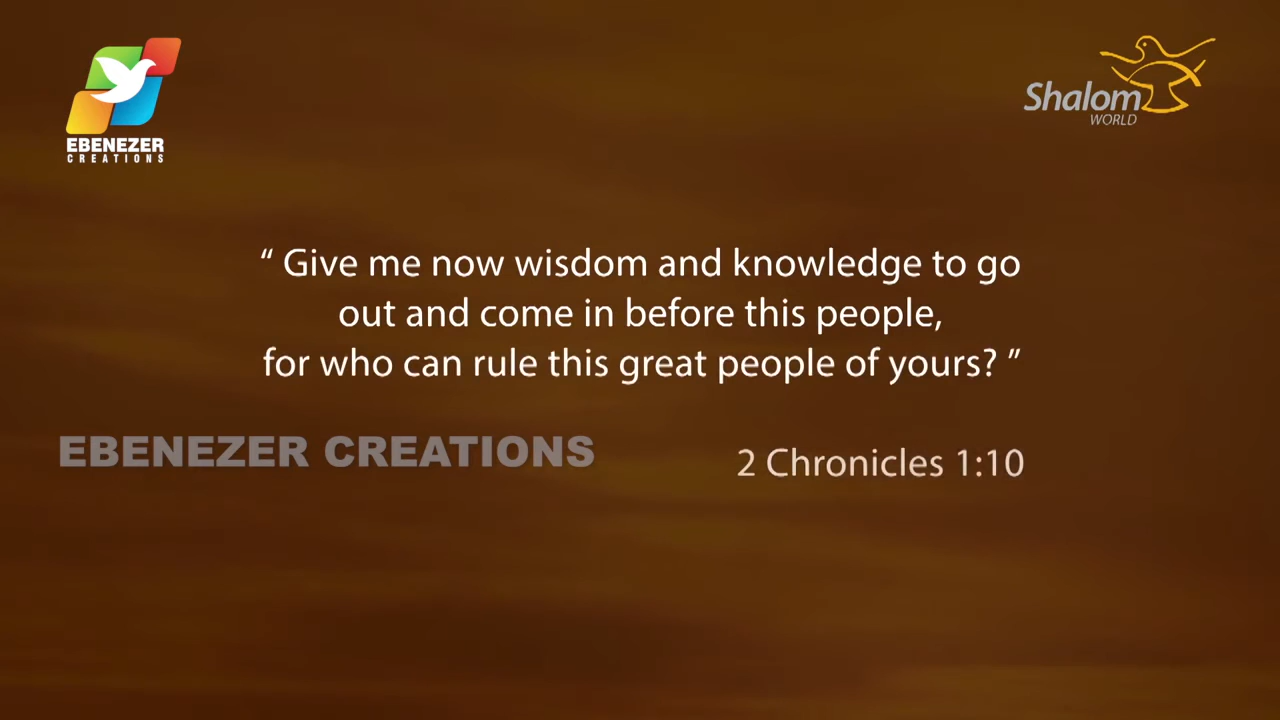 EBENEZER
CREATIONS
Shalom
WORLD
“ Give me now wisdom and knowledge to go
out and come in before this people,
for who can rule this great people of yours? ”
EBENEZER CREATIONS
2 Chronicles 1:10